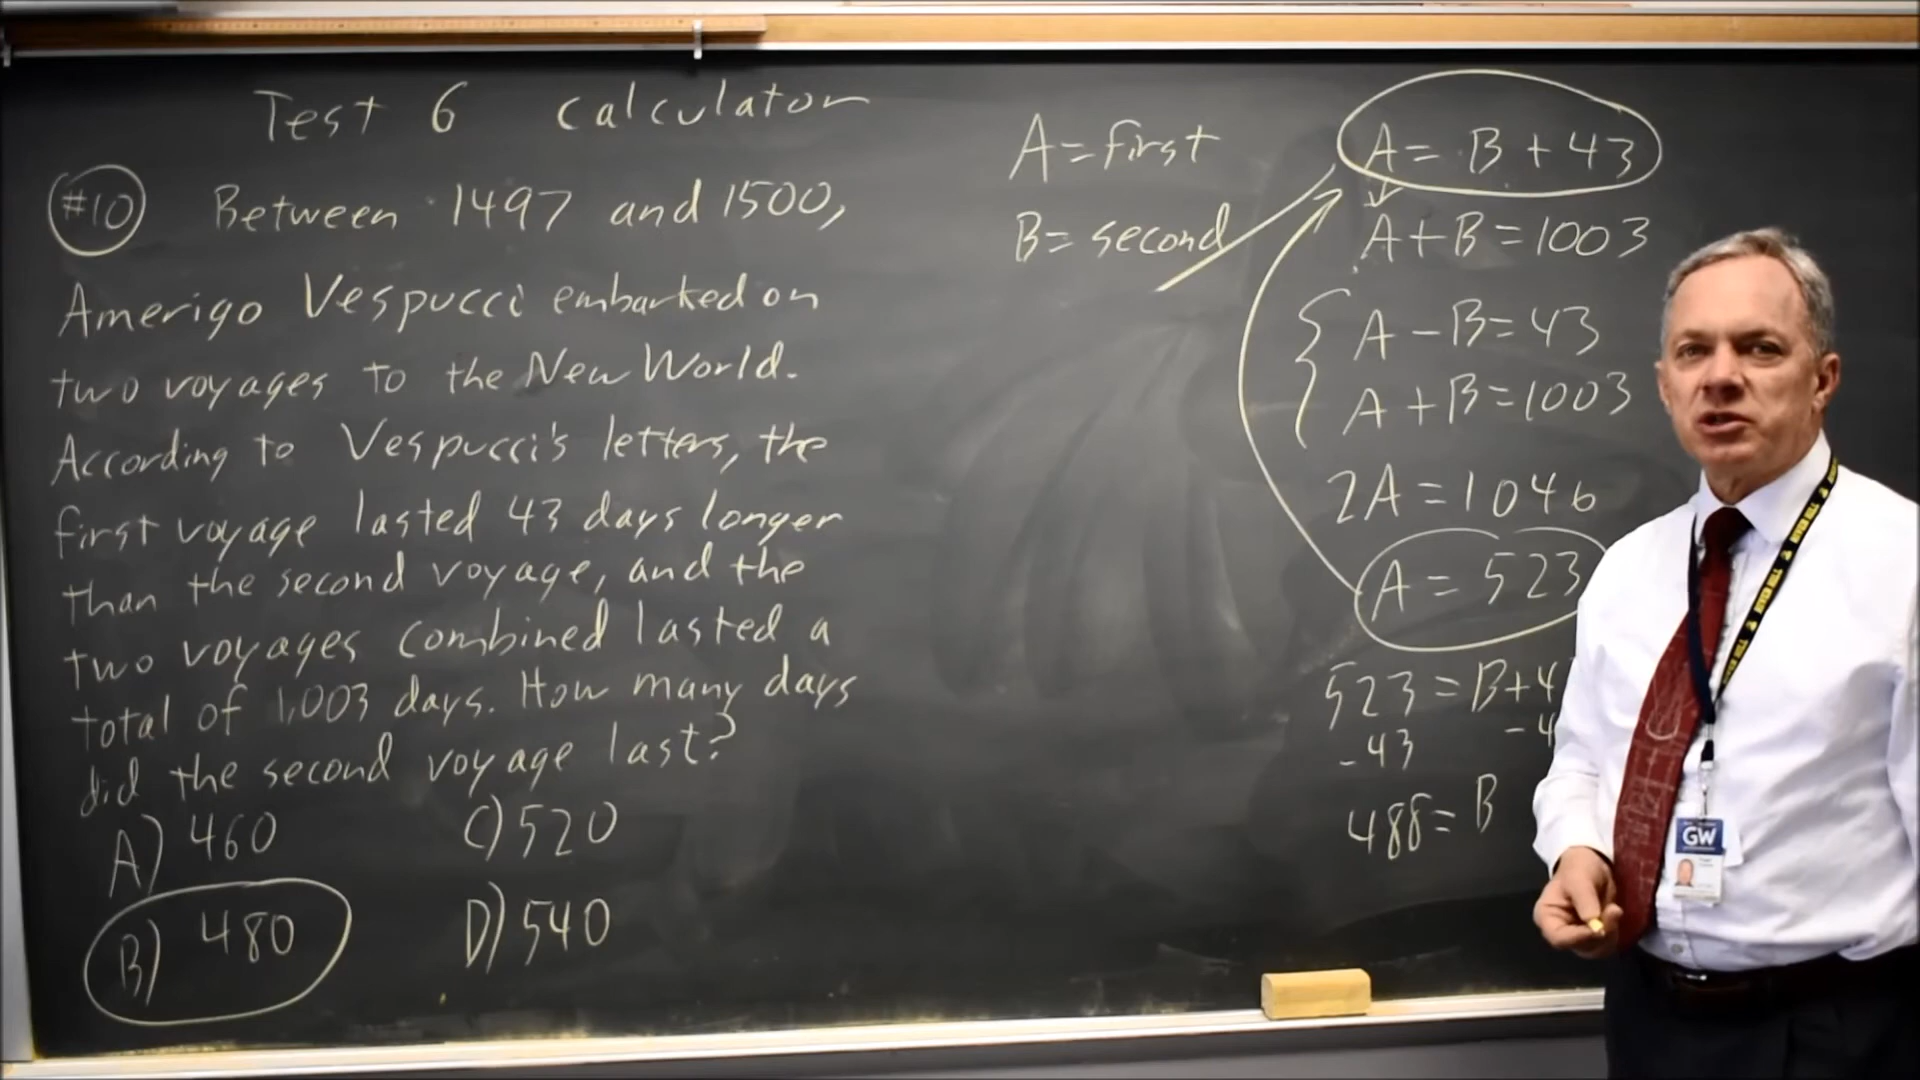 Test 6 Calculator
#10 Between 1497 and 1500,
Amerigo Vespucci embarked on
two voyages to the New World.
According to Vespucci's letters, the
first voyage lasted 43 days longer
than the second voyage, and the
two voyages combined lasted a
total of 1,003 days. How many days
did the second voyage last?
A) 460
C) 520
B) 480
D) 540
A = first
B = second
A = B + 43
A + B = 1003
A - B = 43
A + B = 1003
2A = 1046
A = 523
523 = B + 4
-43 -4
488 = B
GW